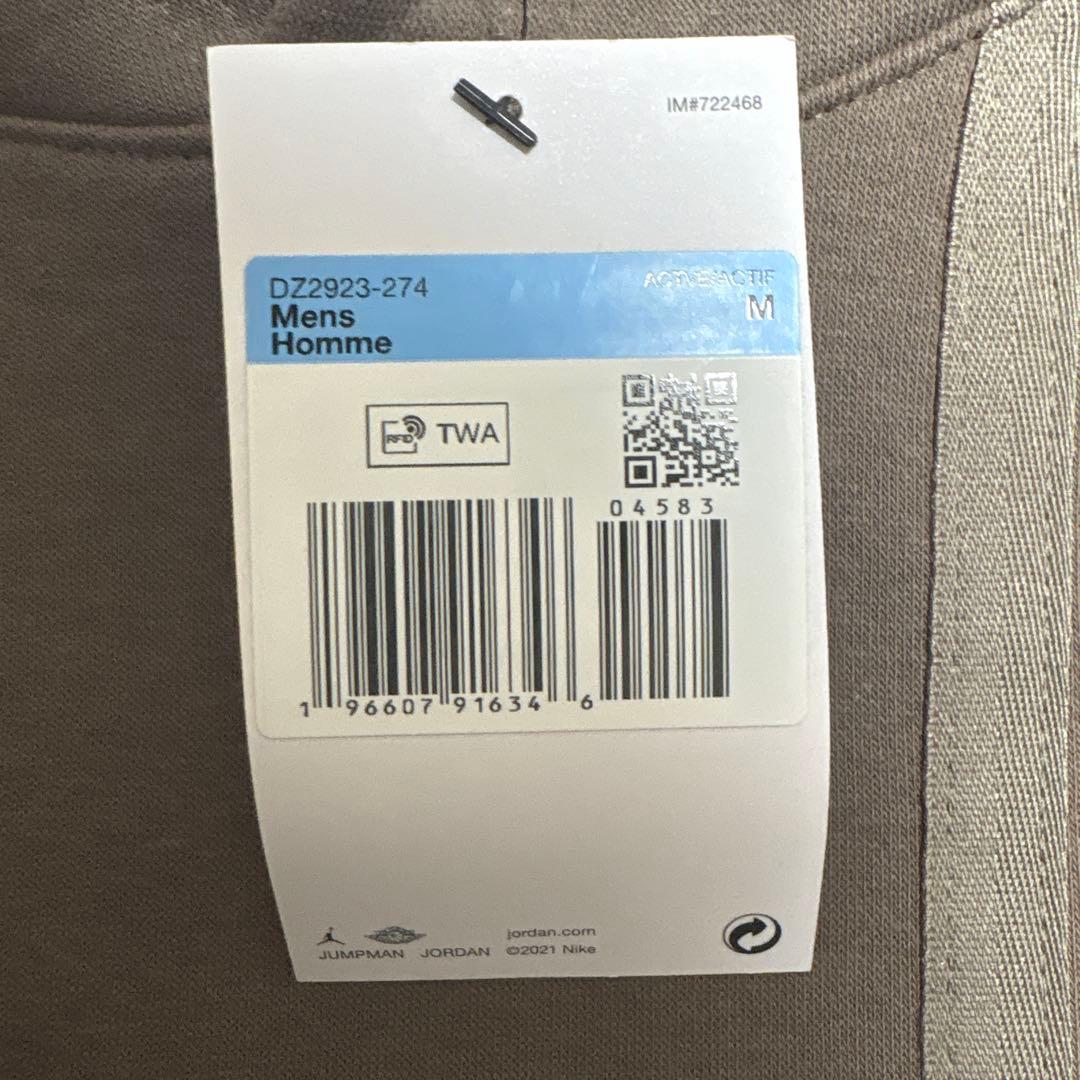 IM#722468
DZ2923-274
ACTIVE/ACTIF
Mens
M
Homme
RFID TWA
04583
1 96607 91634 6
jordan.com
JUMPMAN JORDAN ©2021 Nike